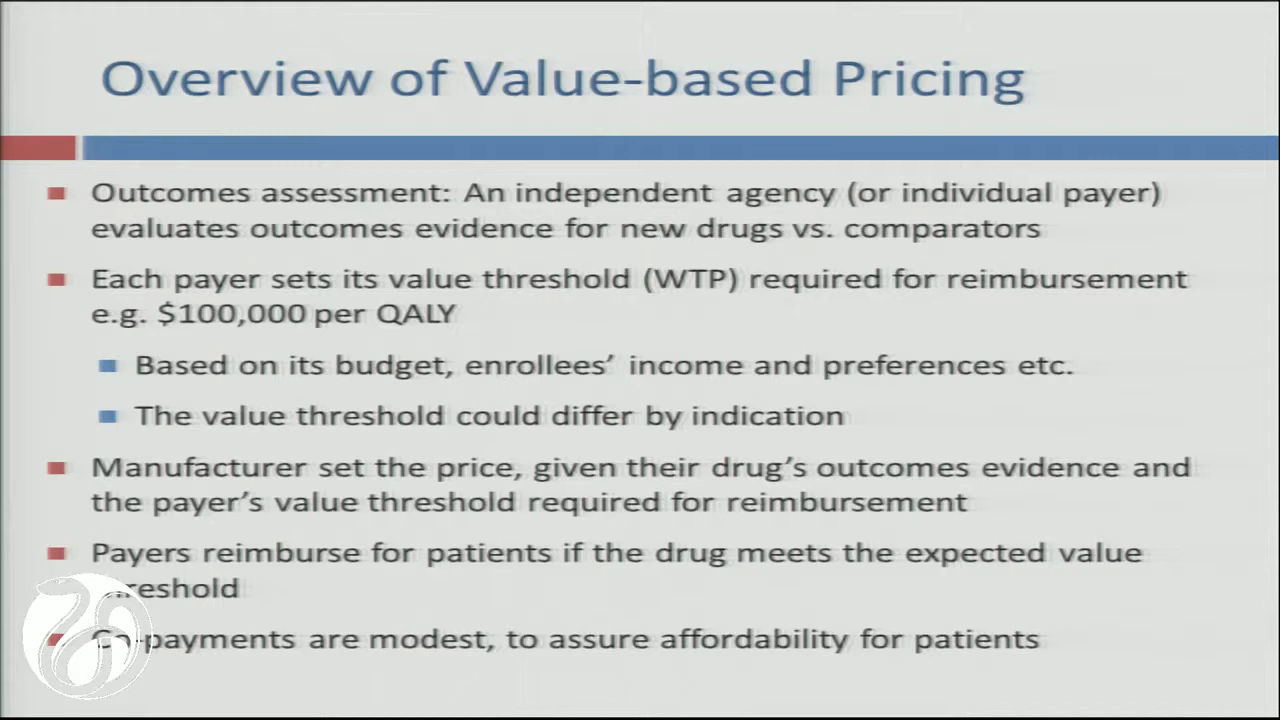 Overview of Value-based Pricing
Outcomes assessment: An independent agency (or individual payer)
evaluates outcomes evidence for new drugs vs. comparators
Each payer sets its value threshold (WTP) required for reimbursement
e.g. $100,000 per QALY
Based on its budget, enrollees’ income and preferences etc.
The value threshold could differ by indication
Manufacturer set the price, given their drug’s outcomes evidence and
the payer’s value threshold required for reimbursement
Payers reimburse for patients if the drug meets the expected value
threshold
Co-payments are modest, to assure affordability for patients